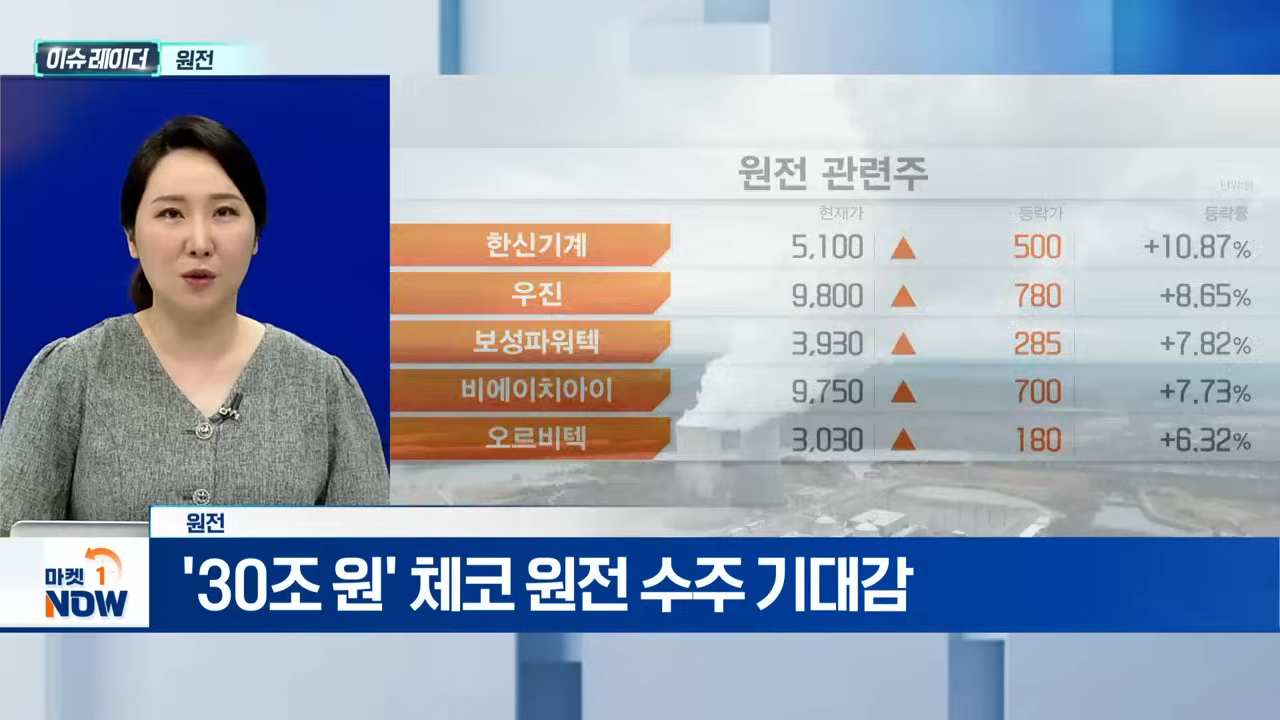 이슈레이더 원전
원전 관련주
단위:원
현재가 등락가 등락률
한신기계 5,100 ▲ 500 +10.87%
우진 9,800 ▲ 780 +8.65%
보성파워텍 3,930 ▲ 285 +7.82%
비에이치아이 9,750 ▲ 700 +7.73%
오르비텍 3,030 ▲ 180 +6.32%
원전
마켓 1
NOW
'30조 원' 체코 원전 수주 기대감